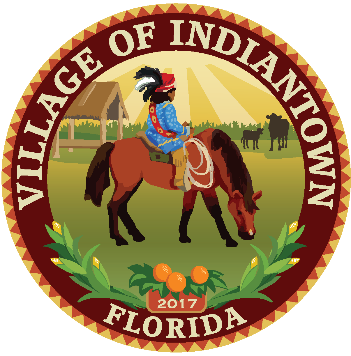 VILLAGE OF INDIANTOWN
2017
FLORIDA